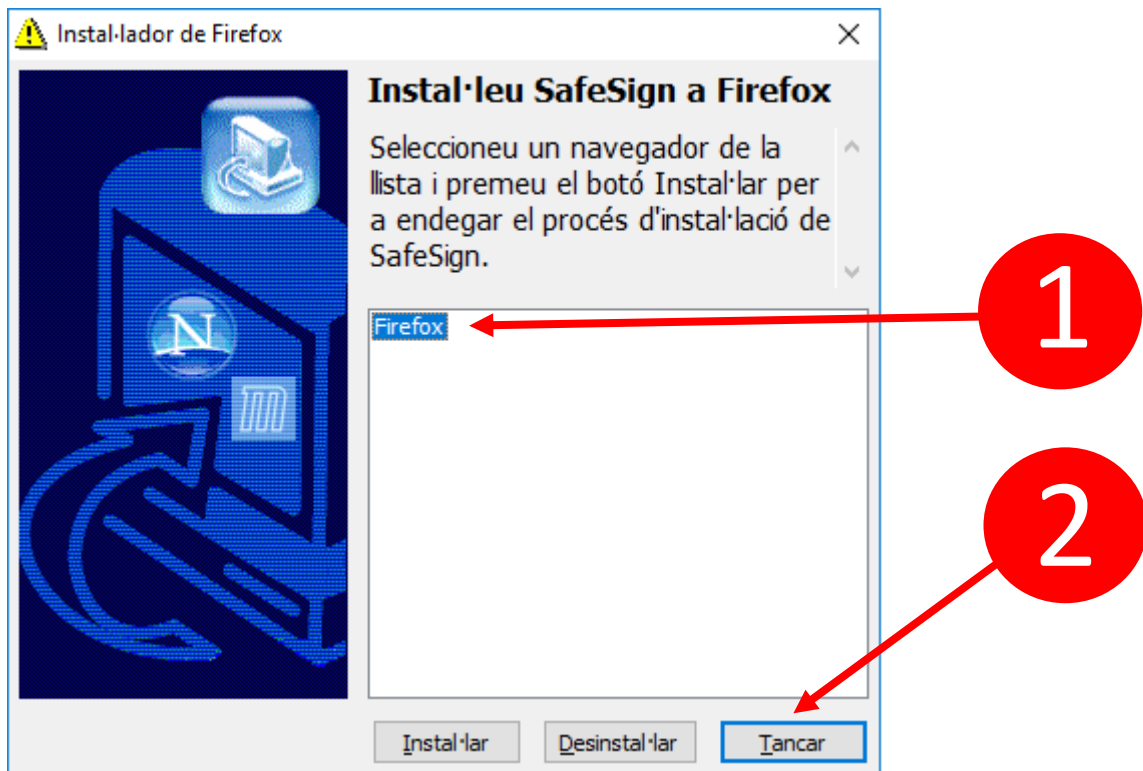 Instal·lador de Firefox
Instal·leu SafeSign a Firefox
Seleccioneu un navegador de la
llista i premeu el botó Instal·lar per
a endegar el procés d'instal·lació de
SafeSign.
N
m
Firefox
1
2
Instal·lar Desinstal·lar Tancar